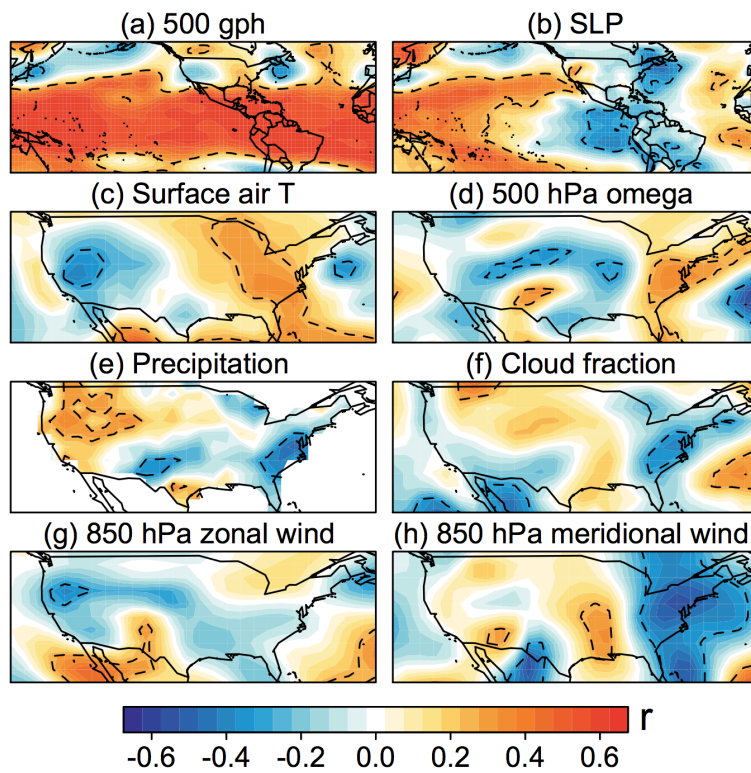 (a) 500 gph
(b) SLP
(c) Surface air T
(d) 500 hPa omega
(e) Precipitation
(f) Cloud fraction
(g) 850 hPa zonal wind
(h) 850 hPa meridional wind
r
-0.6 -0.4 -0.2 0.0 0.2 0.4 0.6